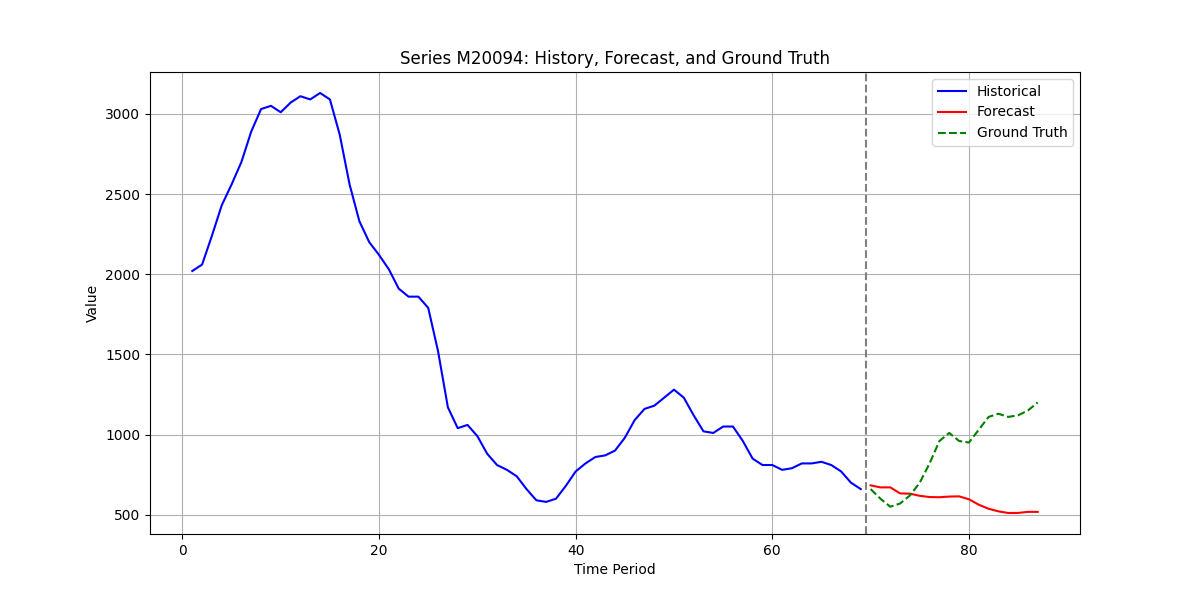 Series M20094: History, Forecast, and Ground Truth
Historical
Forecast
Ground Truth
3000
2500
2000
1500
1000
500
Value
0
20
40
60
80
Time Period